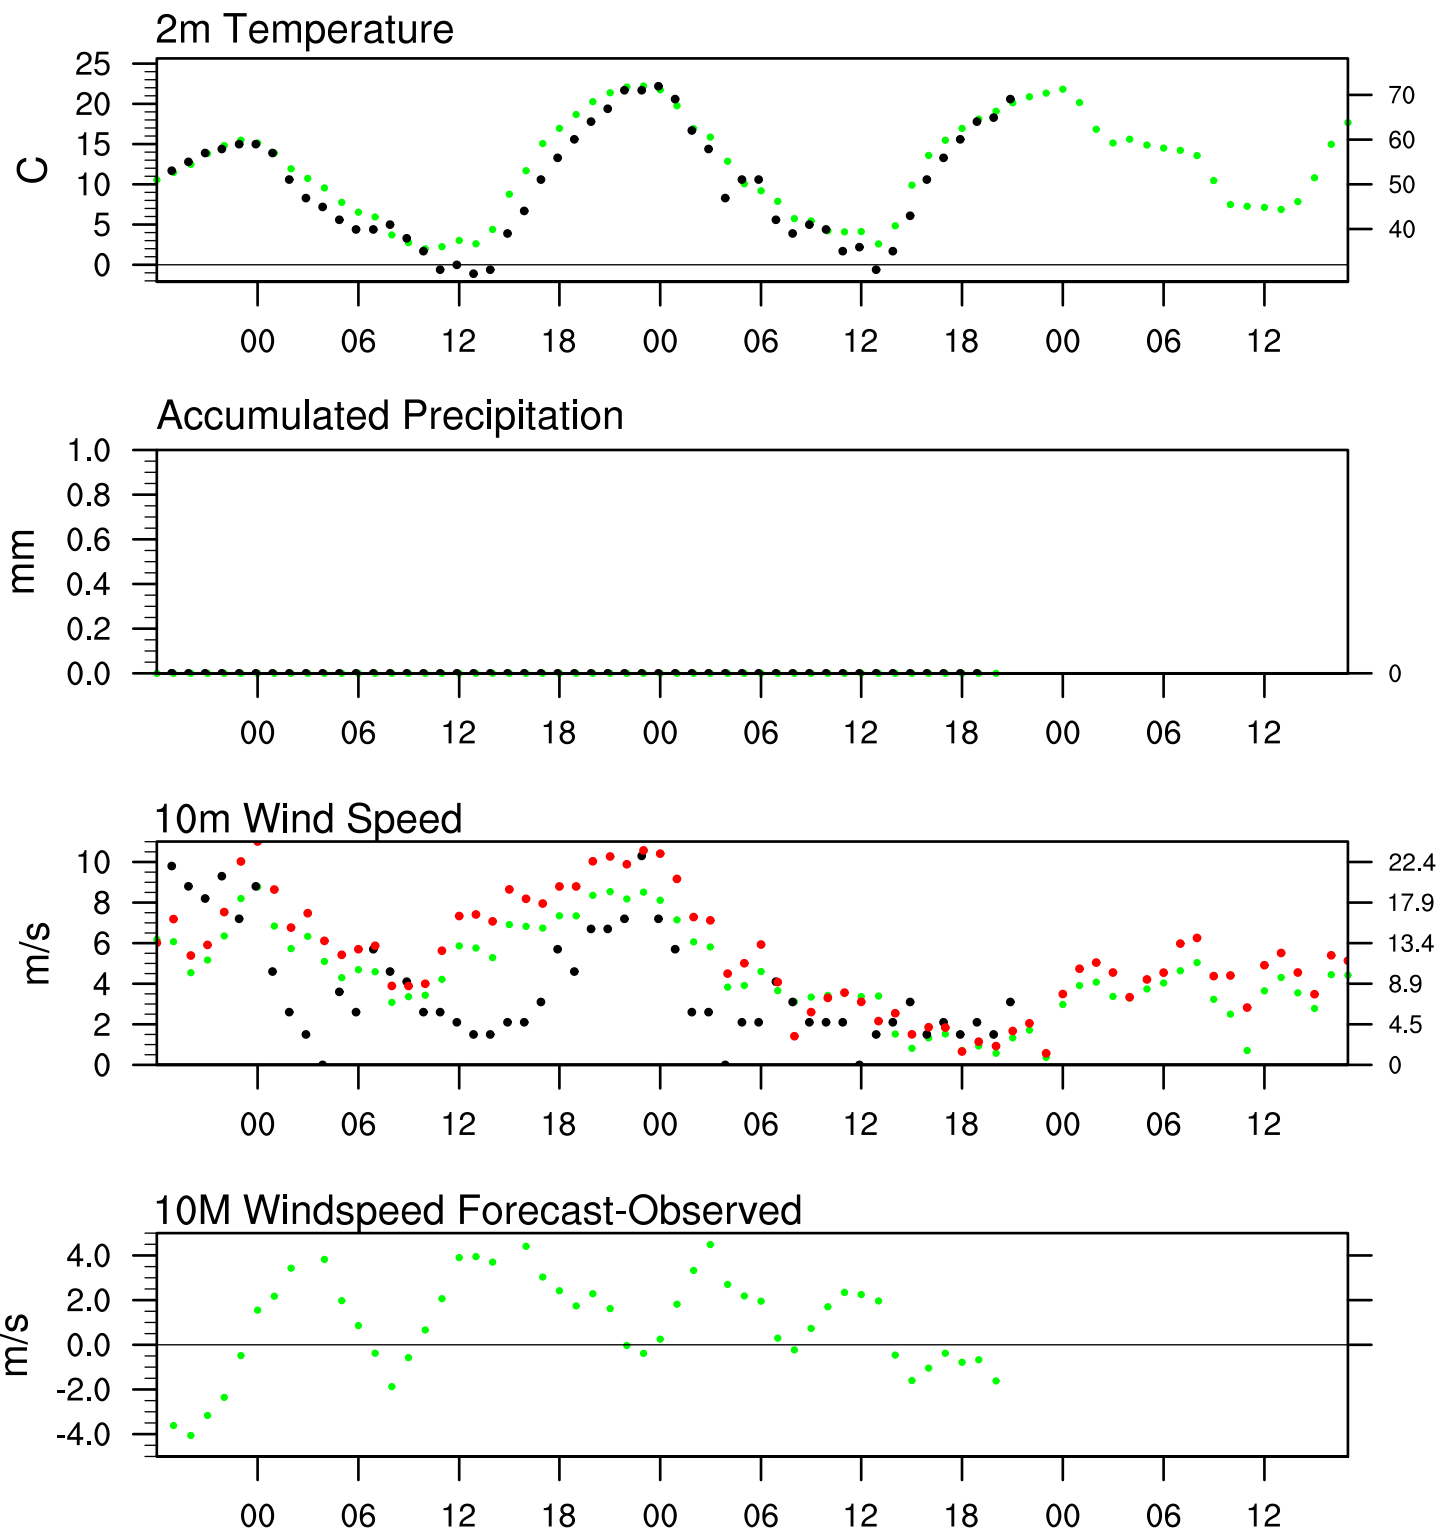 2m Temperature
25
20
15
10
5
0
C
70
60
50
40
00 06 12 18 00 06 12 18 00 06 12
Accumulated Precipitation
1.0
0.8
0.6
0.4
0.2
0.0
mm
0
00 06 12 18 00 06 12 18 00 06 12
10m Wind Speed
10
8
6
4
2
0
m/s
22.4
17.9
13.4
8.9
4.5
0
00 06 12 18 00 06 12 18 00 06 12
10M Windspeed Forecast-Observed
4.0
2.0
0.0
-2.0
-4.0
m/s
00 06 12 18 00 06 12 18 00 06 12